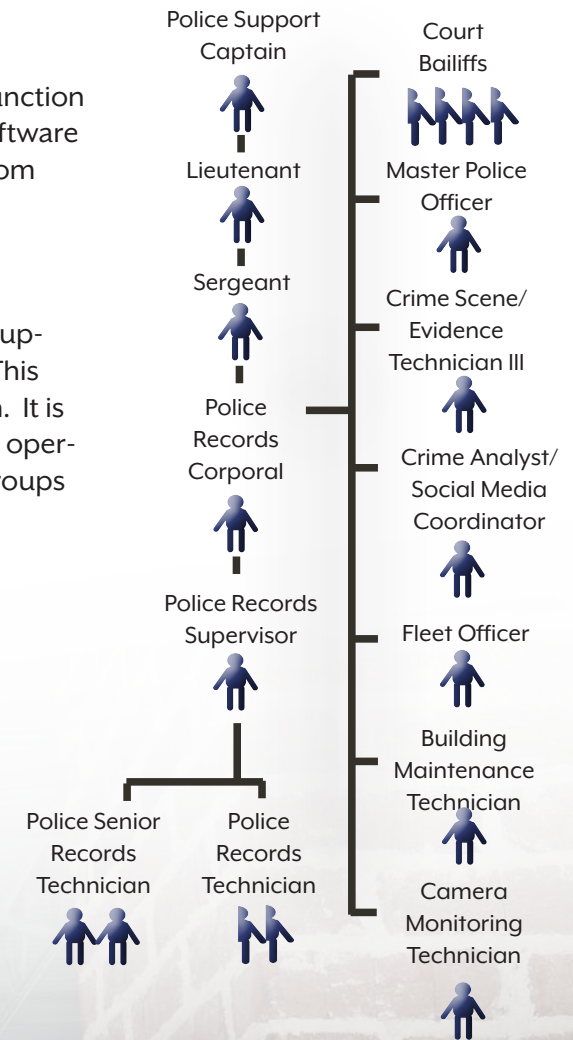 unction
ftware
om
up-
This
n. It is
oper-
roups
Police Support
Captain
Lieutenant
Sergeant
Police
Records
Corporal
Police Records
Supervisor
Police Senior
Records
Technician
Police
Records
Technician
Court
Bailiffs
Master Police
Officer
Crime Scene/
Evidence
Technician III
Crime Analyst/
Social Media
Coordinator
Fleet Officer
Building
Maintenance
Technician
Camera
Monitoring
Technician